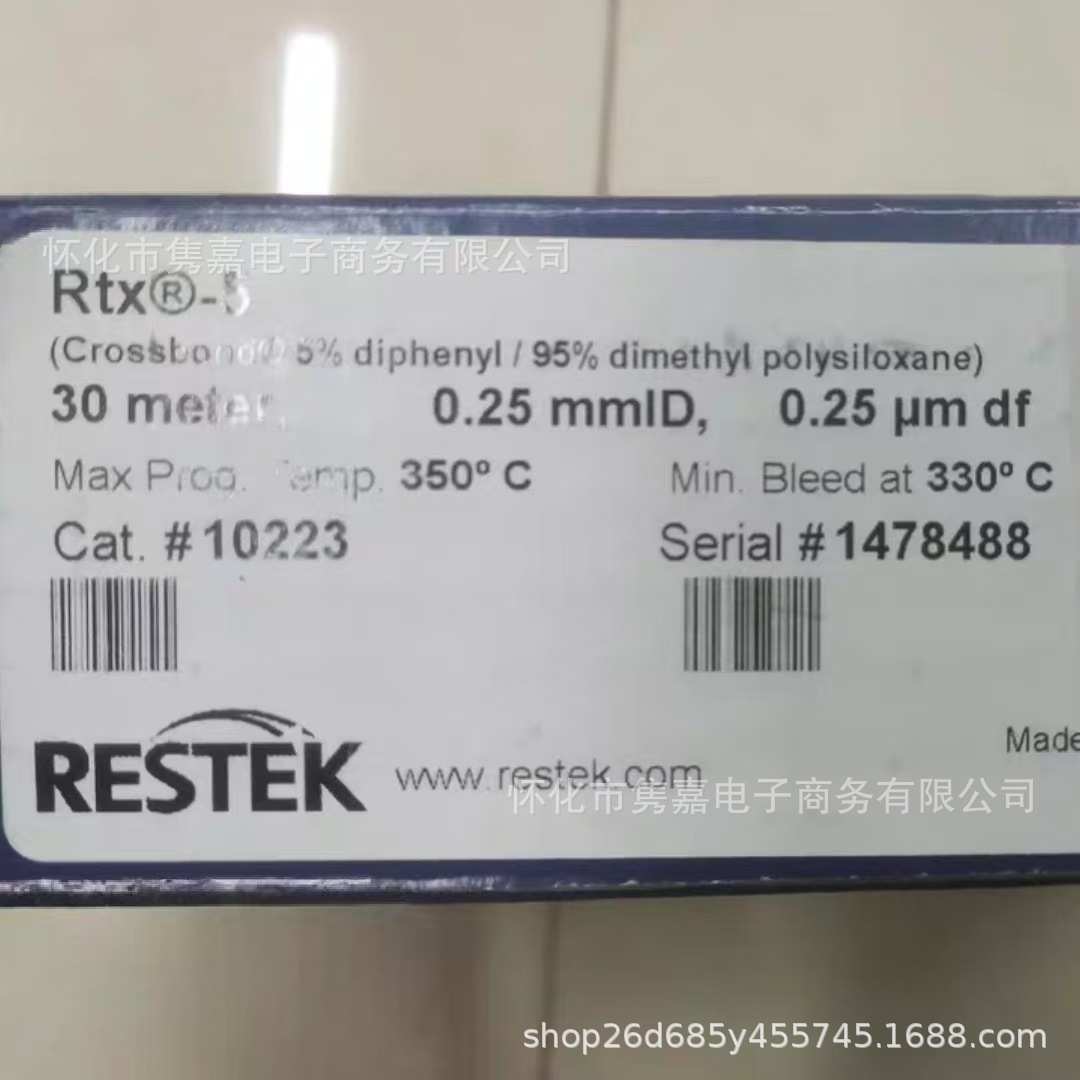 怀化市隽嘉电子商务有限公司
Rtx®-5
(Crossbond® 5% diphenyl / 95% dimethyl polysiloxane)
30 meter, 0.25 mmID, 0.25 µm df
Max Prog. Temp. 350º C Min. Bleed at 330º C
Cat. #10223 Serial #1478488
RESTEK www.restek.com Made
怀化市隽嘉电子商务有限公司
shop26d685y455745.1688.com